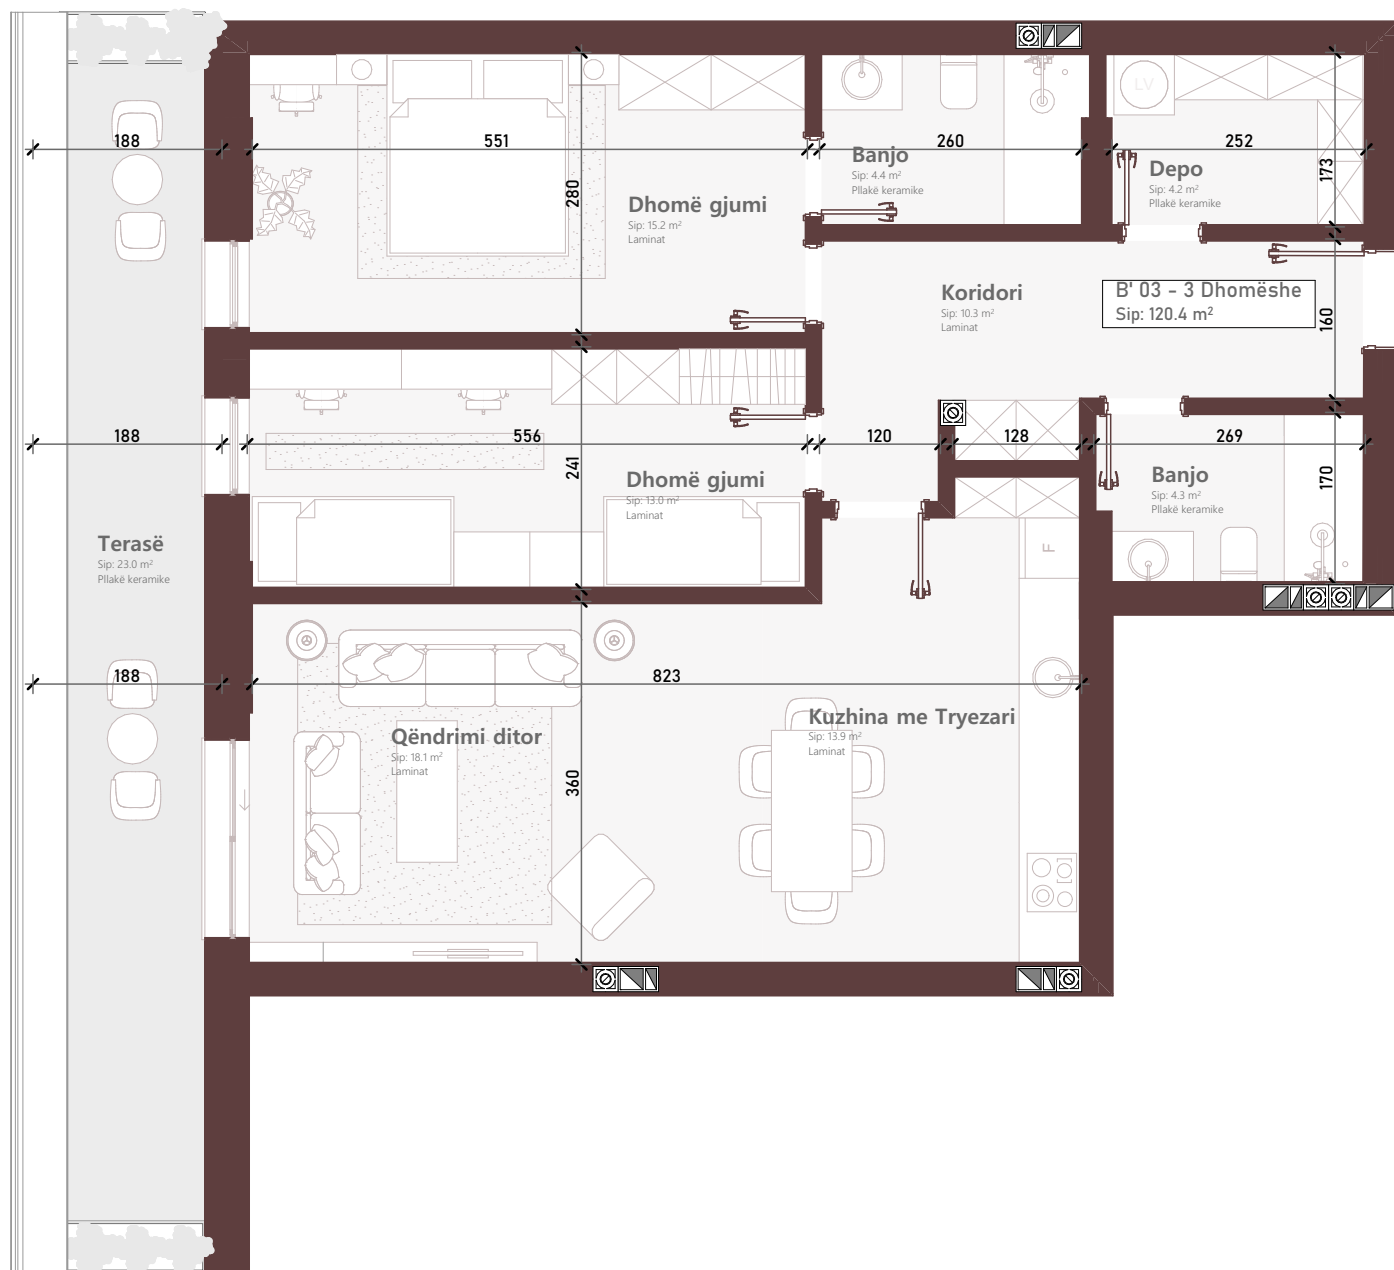 188
551
260
252
280
173
Banjo
Sip: 4.4 m²
Pllakë keramike
Depo
Sip: 4.2 m²
Pllakë keramike
LV
Dhomë gjumi
Sip: 15.2 m²
Laminat
Koridori
Sip: 10.3 m²
Laminat
B' 03 - 3 Dhomëshe
Sip: 120.4 m²
160
188
556
120
128
269
241
170
Dhomë gjumi
Sip: 13.0 m²
Laminat
Banjo
Sip: 4.3 m²
Pllakë keramike
F
Terasë
Sip: 23.0 m²
Pllakë keramike
188
823
Qëndrimi ditor
Sip: 18.1 m²
Laminat
Kuzhina me Tryezari
Sip: 13.9 m²
Laminat
360